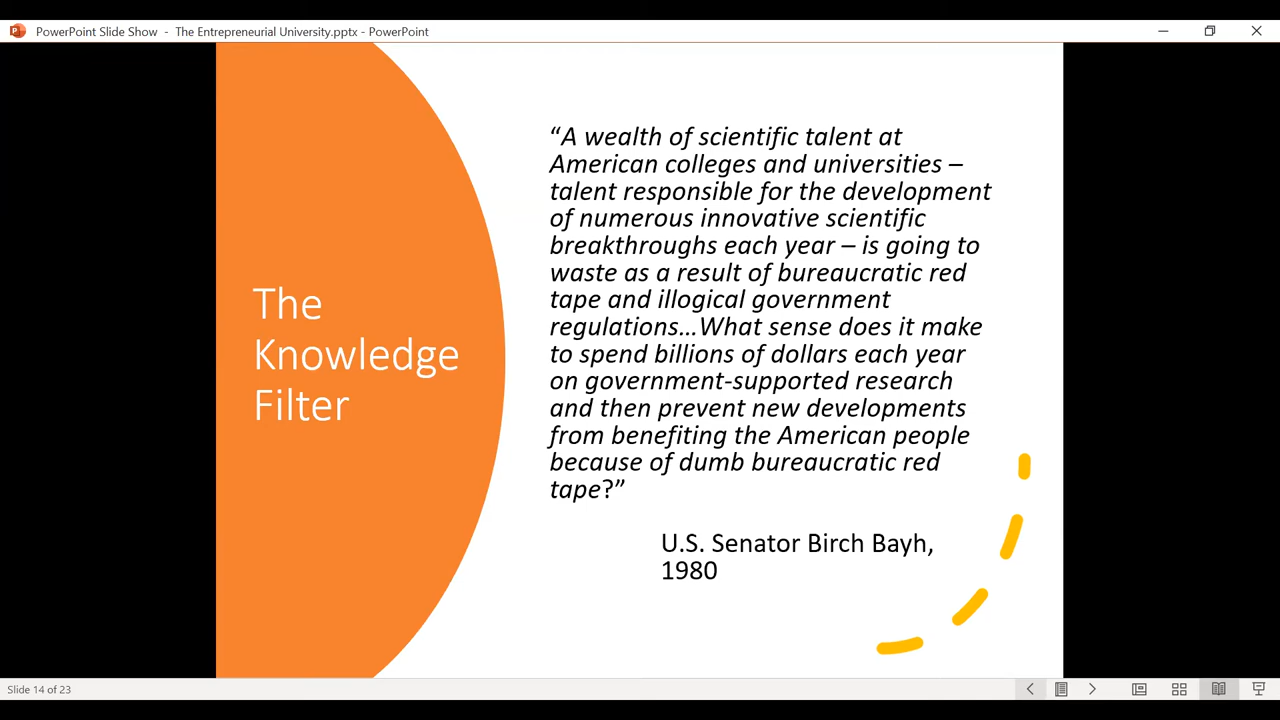 PowerPoint Slide Show - The Entrepreneurial University.pptx - PowerPoint
The
Knowledge
Filter
“A wealth of scientific talent at
American colleges and universities –
talent responsible for the development
of numerous innovative scientific
breakthroughs each year – is going to
waste as a result of bureaucratic red
tape and illogical government
regulations…What sense does it make
to spend billions of dollars each year
on government-supported research
and then prevent new developments
from benefiting the American people
because of dumb bureaucratic red
tape?”
U.S. Senator Birch Bayh,
1980
Slide 14 of 23